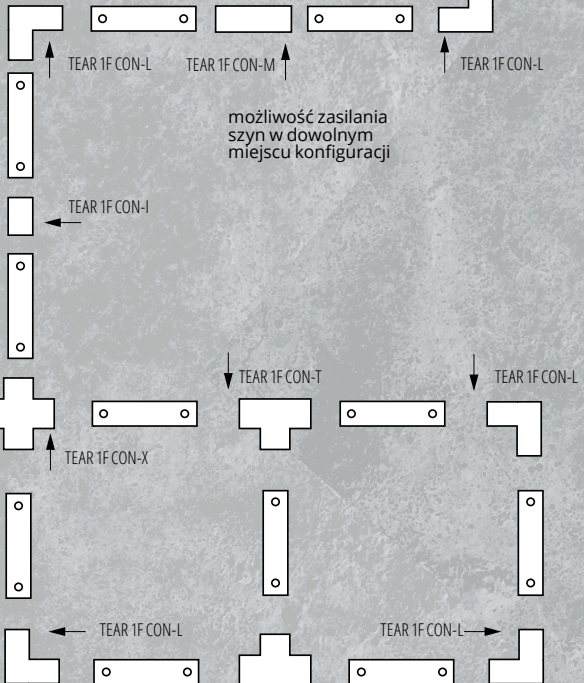 TEAR 1F CON-L
TEAR 1F CON-M
TEAR 1F CON-L
możliwość zasilania
szyn w dowolnym
miejscu konfiguracji
TEAR 1F CON-I
TEAR 1F CON-T
TEAR 1F CON-L
TEAR 1F CON-X
TEAR 1F CON-L
TEAR 1F CON-L